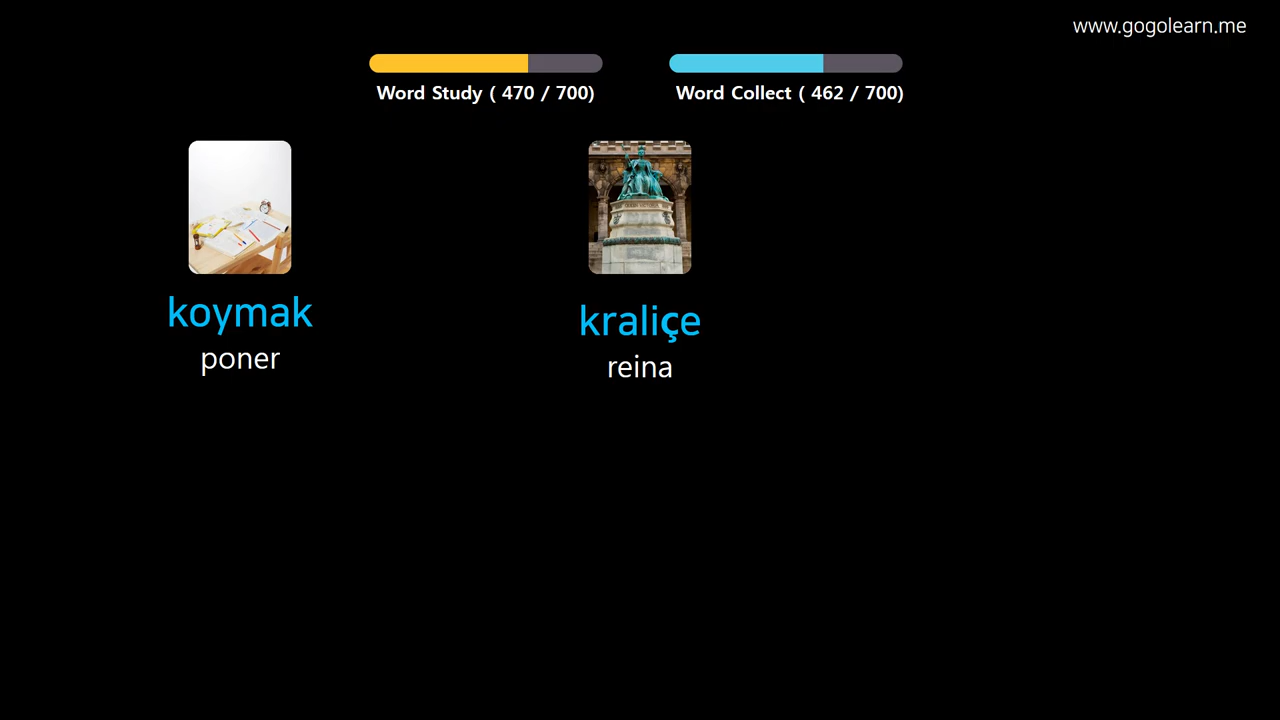 www.gogolearn.me
Word Study ( 470 / 700)
Word Collect ( 462 / 700)
koymak
poner
kraliçe
reina